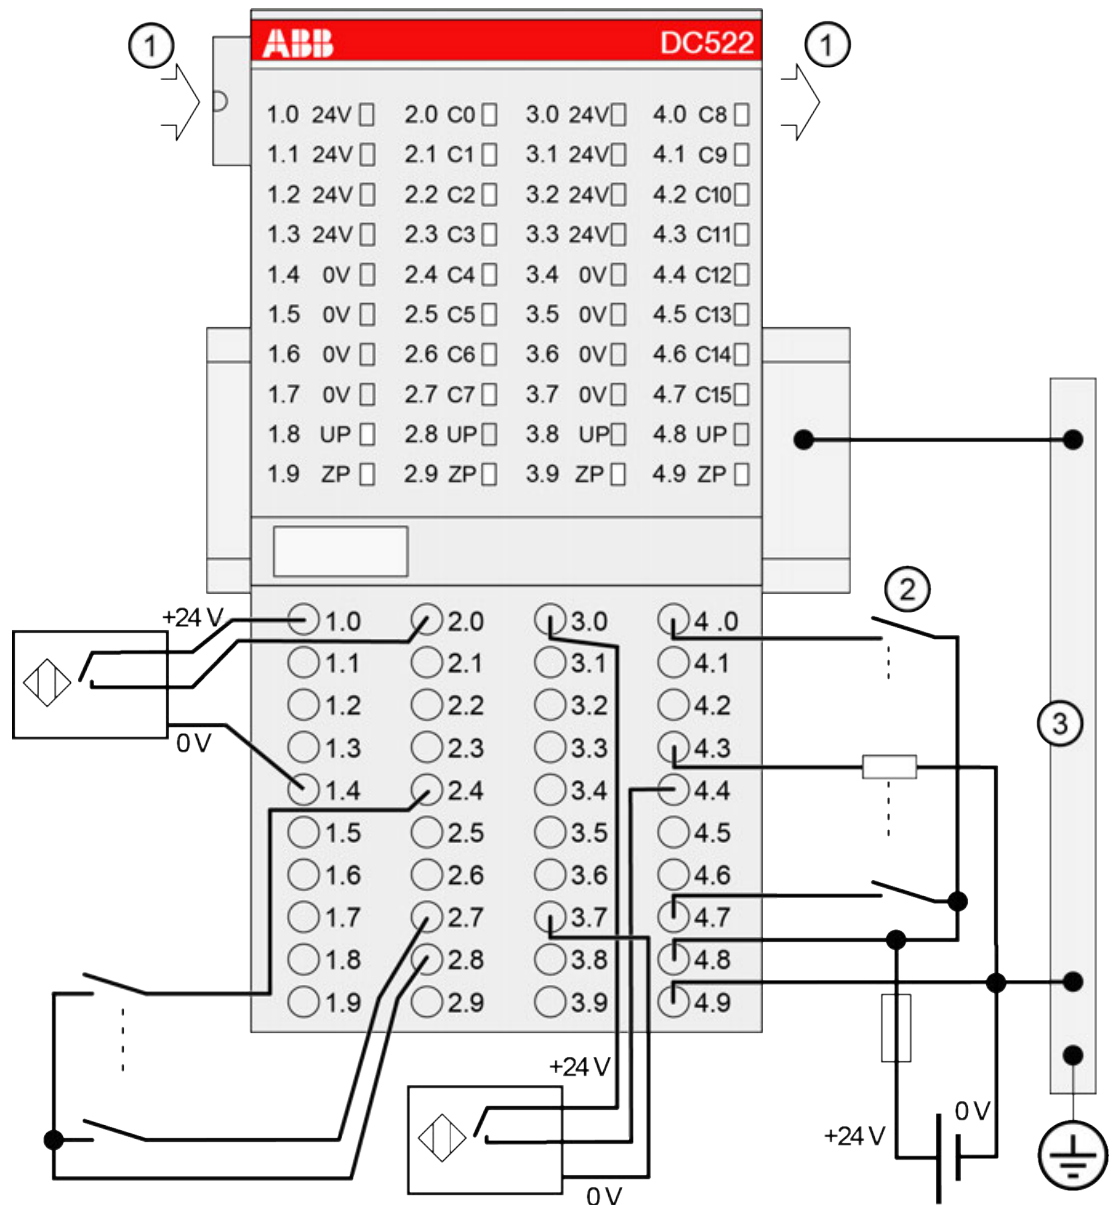 1 1
ABB DC522
1.0 24V 2.0 C0 3.0 24V 4.0 C8
1.1 24V 2.1 C1 3.1 24V 4.1 C9
1.2 24V 2.2 C2 3.2 24V 4.2 C10
1.3 24V 2.3 C3 3.3 24V 4.3 C11
1.4 0V 2.4 C4 3.4 0V 4.4 C12
1.5 0V 2.5 C5 3.5 0V 4.5 C13
1.6 0V 2.6 C6 3.6 0V 4.6 C14
1.7 0V 2.7 C7 3.7 0V 4.7 C15
1.8 UP 2.8 UP 3.8 UP 4.8 UP
1.9 ZP 2.9 ZP 3.9 ZP 4.9 ZP
2
+24 V 1.0 2.0 3.0 4 .0
1.1 2.1 3.1 4.1
1.2 2.2 3.2 4.2
3
0 V 1.3 2.3 3.3 4.3
1.4 2.4 3.4 4.4
1.5 2.5 3.5 4.5
1.6 2.6 3.6 4.6
1.7 2.7 3.7 4.7
1.8 2.8 3.8 4.8
1.9 2.9 3.9 4.9
+24 V
0 V
+24 V
0 V